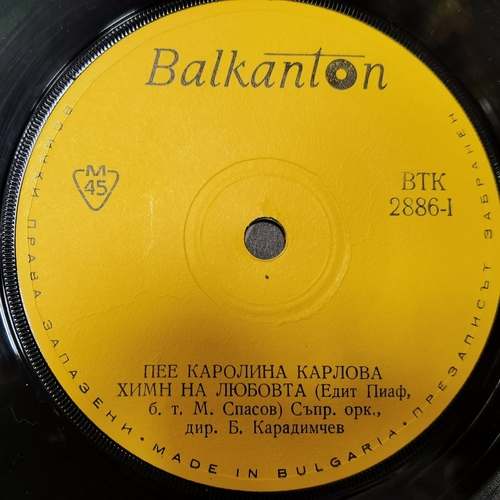 Balkanton
M
45
ВТК
2886-I
ПЕЕ КАРОЛИНА КАРЛОВА
ХИМН НА ЛЮБОВТА (Едит Пиаф,
б. т. М. Спасов) Съпр. орк.,
дир. Б. Карадимчев
ВСИЧКИ ПРАВА ЗАПАЗЕНИ • MADE IN BULGARIA • ПРЕЗАПИСЪТ ЗАБРАНЕН